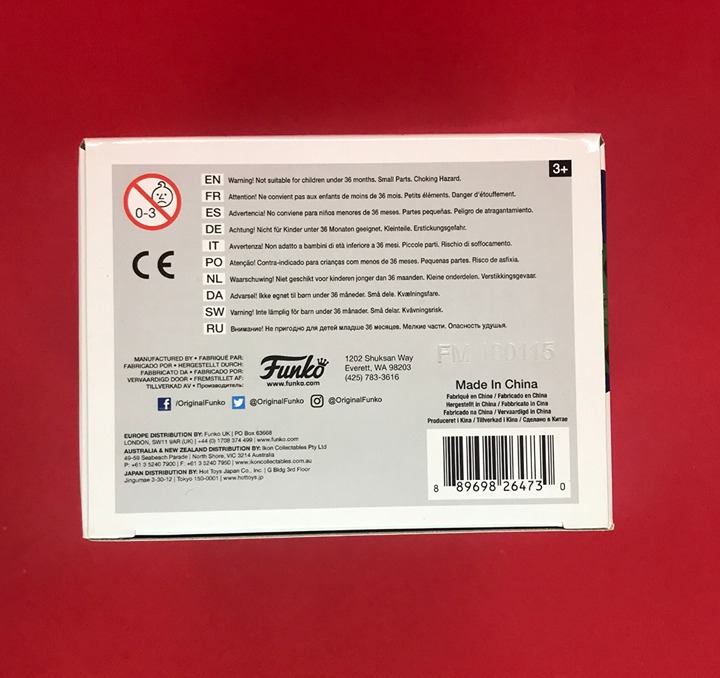 3+
0-3
CE
EN Warning! Not suitable for children under 36 months. Small Parts. Choking Hazard.
FR Attention! Ne convient pas aux enfants de moins de 36 mois. Petits éléments. Danger d'étouffement.
ES Advertencia! No conviene para niños menores de 36 meses. Partes pequeñas. Peligro de atragantamiento.
DE Achtung! Nicht für Kinder unter 36 Monaten geeignet. Kleinteile. Erstickungsgefahr.
IT Avvertenza! Non adatto a bambini di età inferiore a 36 mesi. Piccole parti. Rischio di soffocamento.
PO Atenção! Contra-indicado para crianças com menos de 36 meses. Pequenas partes. Risco de asfixia.
NL Waarschuwing! Niet geschikt voor kinderen jonger dan 36 maanden. Kleine onderdelen. Verstikkingsgevaar.
DA Advarsel! Ikke egnet til børn under 36 måneder. Små dele. Kvælningsfare.
SW Varning! Inte lämplig för barn under 36 månader. Små delar. Kvävningsrisk.
RU Внимание! Не пригодно для детей младше 36 месяцев. Мелкие части. Опасность удушья.
MANUFACTURED BY • FABRIQUÉ PAR:
FABRICADO POR • HERGESTELLT DURCH:
FABBRICATO DA • FABRICADO POR:
VERVAARDIGD DOOR • FREMSTILLET AF:
TILLVERKAD AV • Производитель:
Funko
www.funko.com
1202 Shuksan Way
Everett, WA 98203
(425) 783-3616
/OriginalFunko @OriginalFunko @OriginalFunko
EUROPE DISTRIBUTION BY: Funko UK | PO Box 63668
LONDON, SW11 9AR (UK) | +44 (0) 1708 374 499 | www.funko.com
AUSTRALIA & NEW ZEALAND DISTRIBUTION BY: Ikon Collectables Pty Ltd
49-59 Seabeach Parade | North Shore, VIC 3214 Australia
P: +61 3 5240 7900 | F: +61 3 5240 7950 | www.ikoncollectables.com
JAPAN DISTRIBUTION BY: Hot Toys Japan Co., Inc. | G Bldg 3rd Floor
Jingumae 3-30-12 | Tokyo 150-0001 | www.hottoys.jp
FM 160115
Made In China
Fabriqué en Chine / Fabricado en China
Hergestellt in China / Fabbricato in Cina
Fabricado na China / Vervaardigd in China
Produceret i Kina / Tillverkad i Kina / Сделано в Китае
8 89698 26473 0